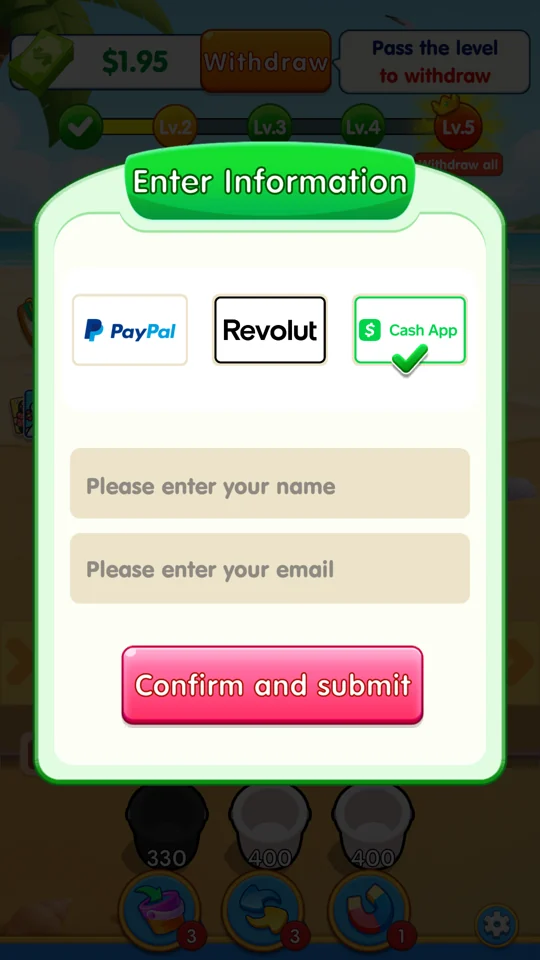 $1.95
Withdraw
Pass the level
to withdraw
Lv.2
Lv.3
Lv.4
Lv.5
Withdraw all
Enter Information
PayPal
Revolut
$ Cash App
Please enter your name
Please enter your email
Confirm and submit
330
400
400
3
3
1